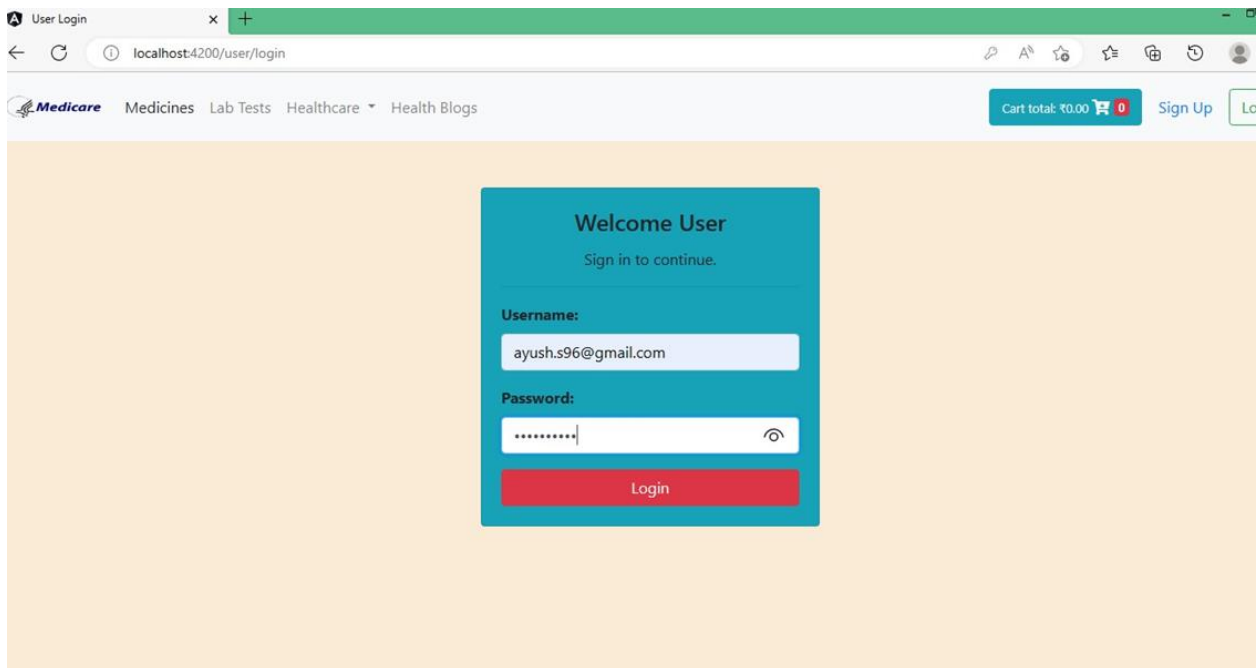 User Login
localhost:4200/user/login
Medicare Medicines Lab Tests Healthcare Health Blogs Cart total: ₹0.00 0 Sign Up Lo
Welcome User
Sign in to continue.
Username:
ayush.s96@gmail.com
Password:
••••••••••
Login